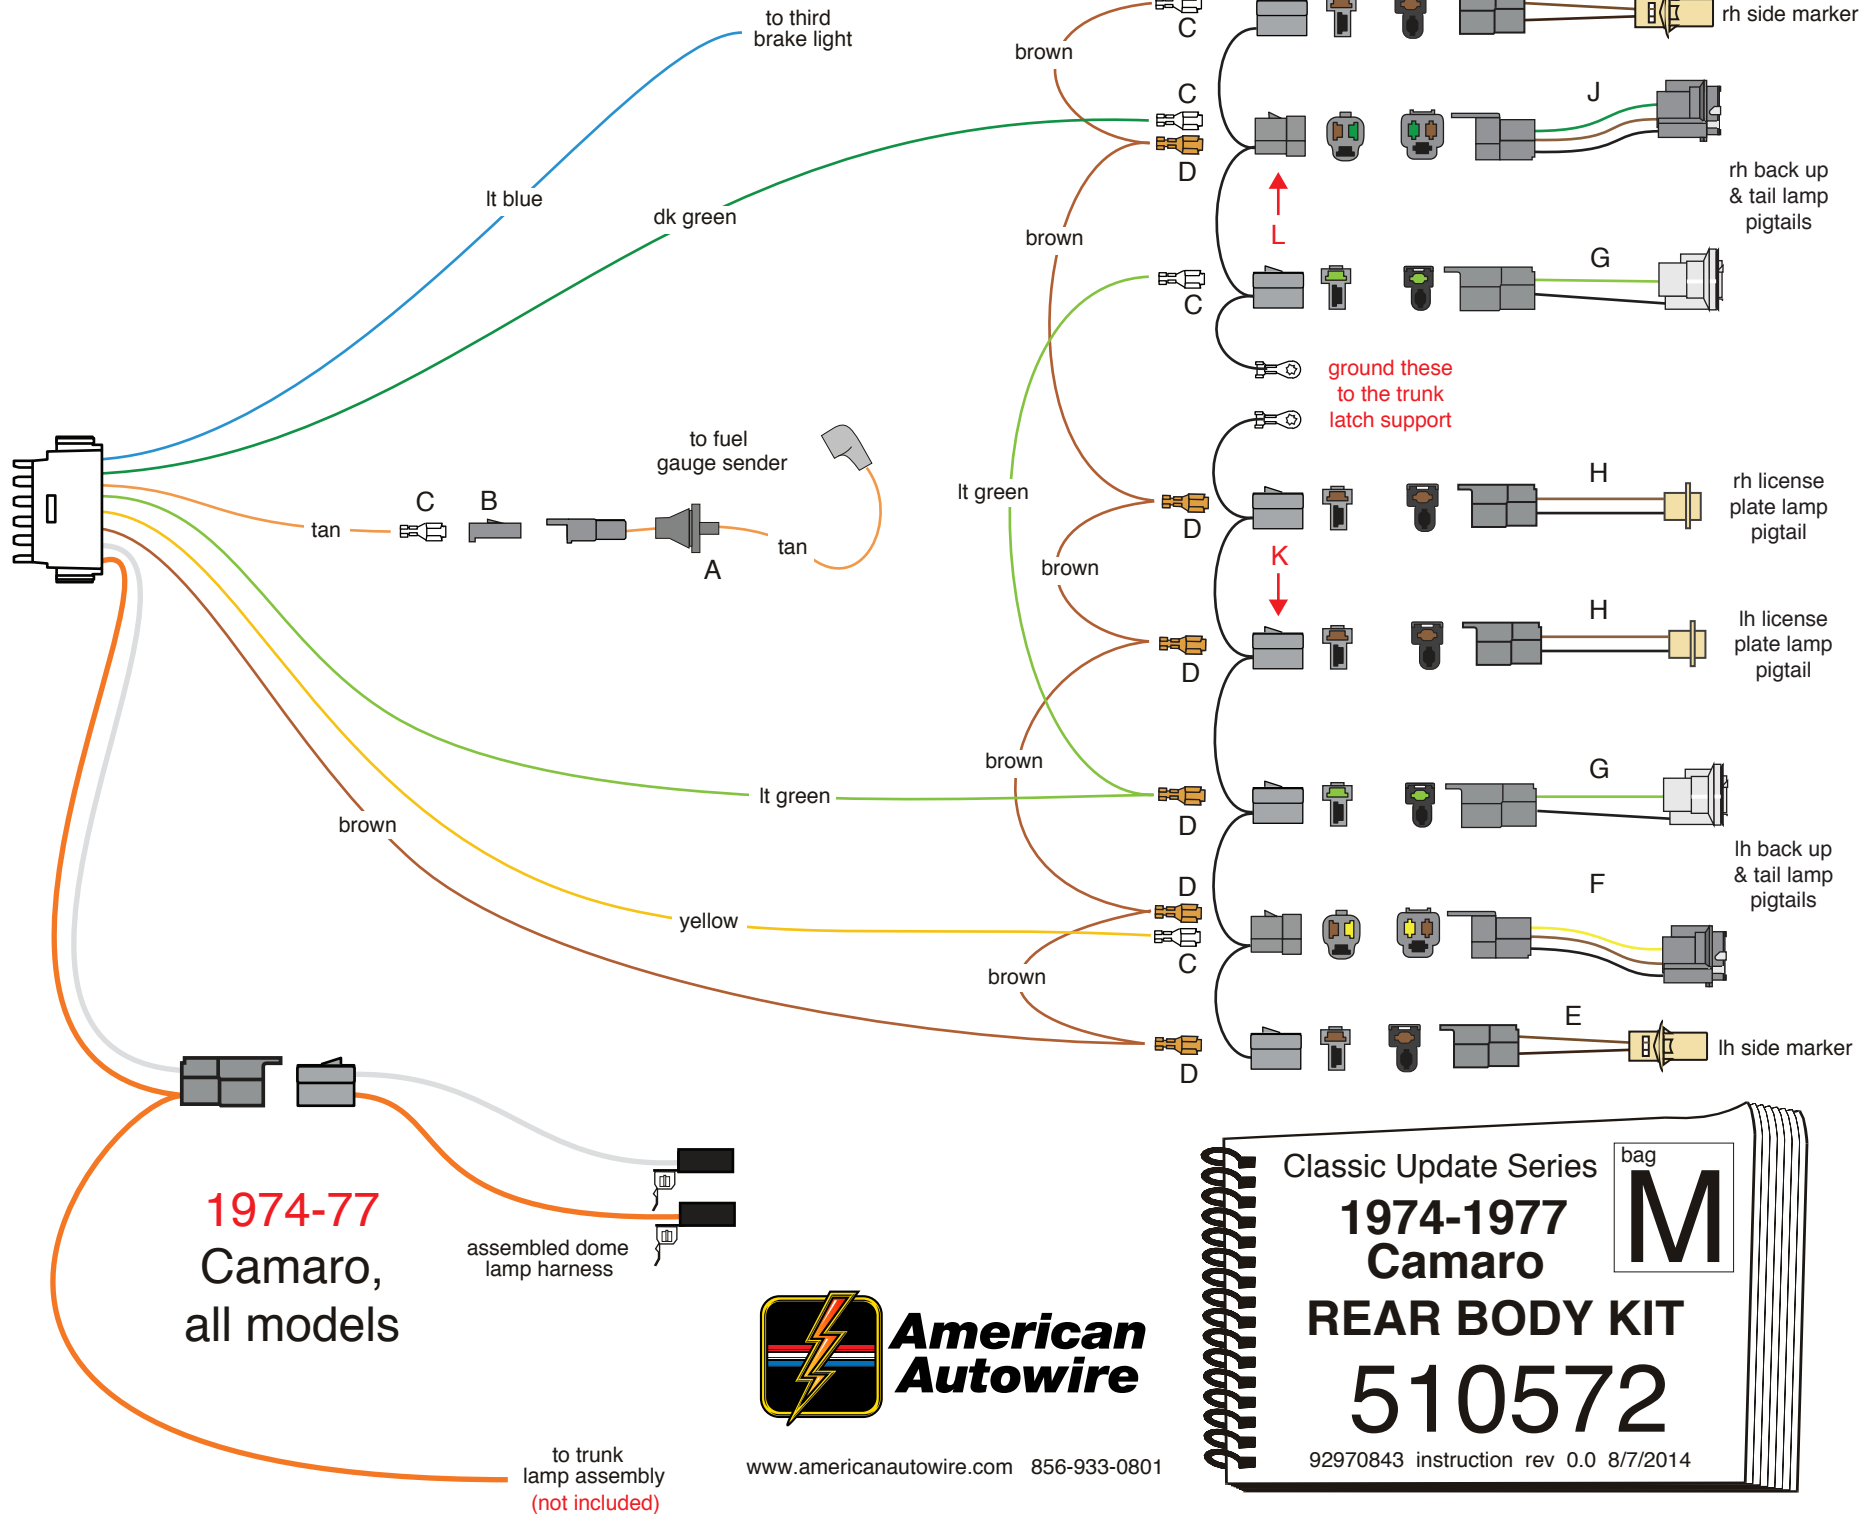 to third
brake light
C
rh side marker
brown
C
J
lt blue
dk green
D
rh back up
& tail lamp
pigtails
L
brown
G
C
ground these
to the trunk
latch support
to fuel
gauge sender
C
B
tan
A
tan
lt green
H
rh license
plate lamp
pigtail
D
K
brown
H
lh license
plate lamp
pigtail
D
brown
G
lt green
D
brown
lh back up
& tail lamp
pigtails
D
F
yellow
C
brown
E
lh side marker
D
1974-77
Camaro,
all models
assembled dome
lamp harness
to trunk
lamp assembly
(not included)
American
Autowire
www.americanautowire.com 856-933-0801
Classic Update Series
bag
M
1974-1977
Camaro
REAR BODY KIT
510572
92970843 instruction rev 0.0 8/7/2014